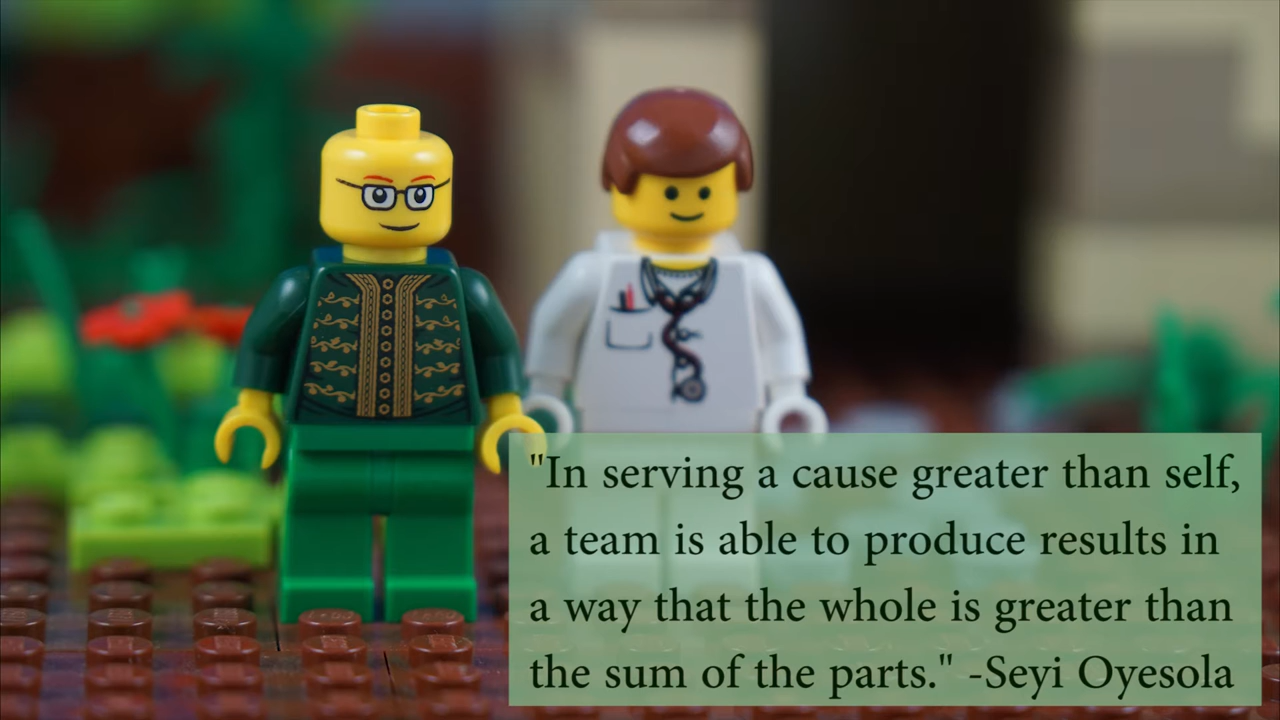 "In serving a cause greater than self,
a team is able to produce results in
a way that the whole is greater than
the sum of the parts." -Seyi Oyesola